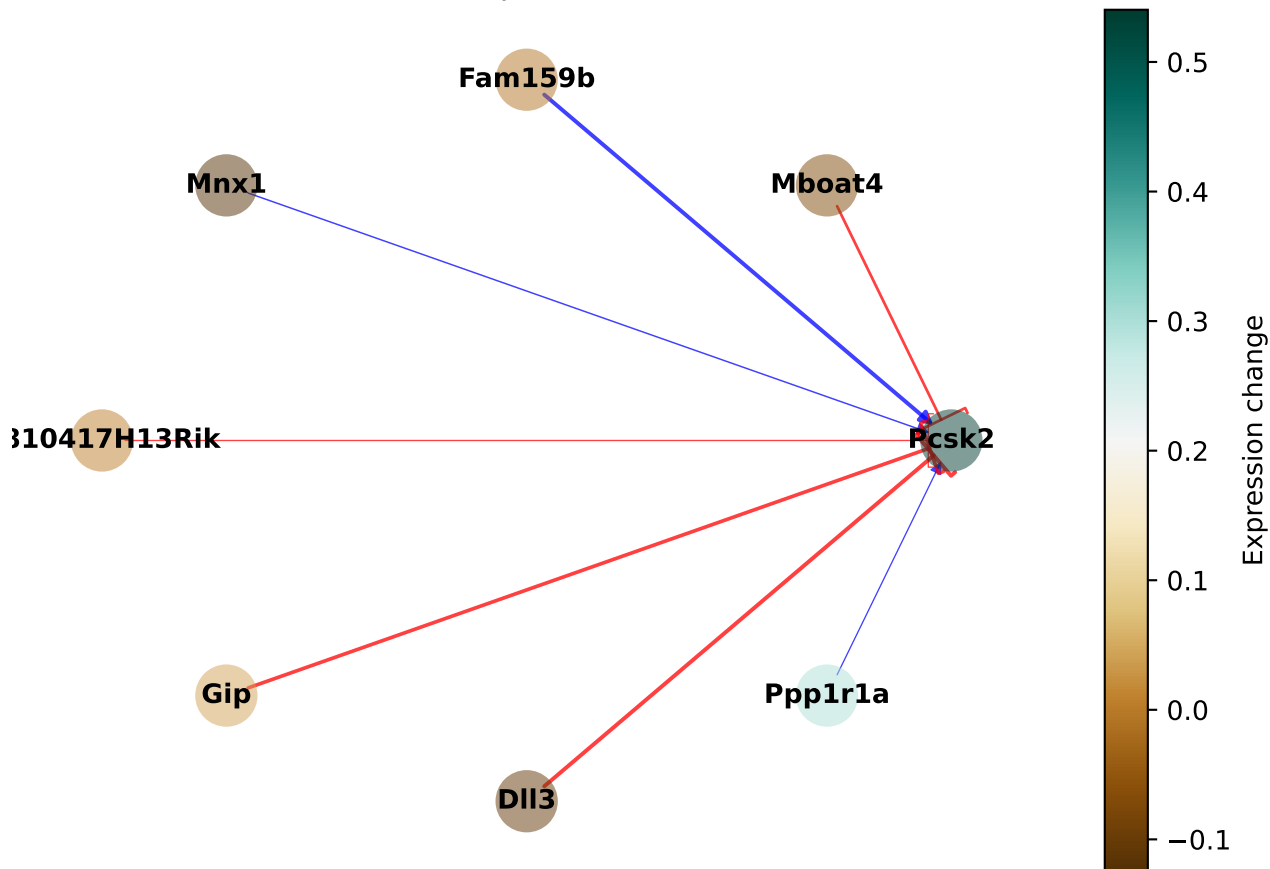 Fam159b
Mnx1
Mboat4
310417H13Rik
Pcsk2
Gip
Ppp1r1a
Dll3
0.5
0.4
0.3
0.2
0.1
0.0
−0.1
Expression change